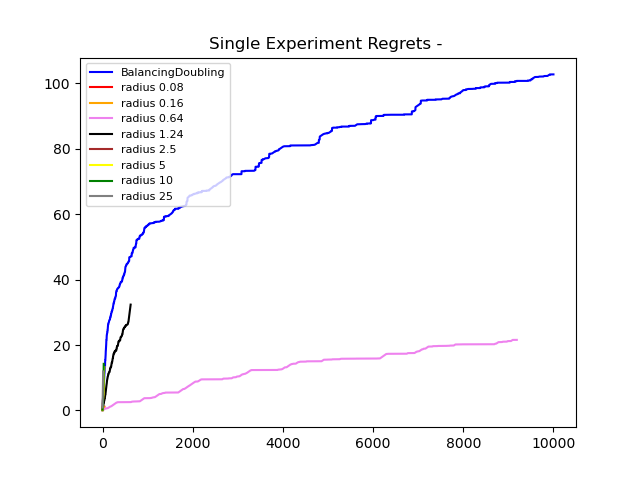 Single Experiment Regrets -
100
80
60
40
20
0
BalancingDoubling
radius 0.08
radius 0.16
radius 0.64
radius 1.24
radius 2.5
radius 5
radius 10
radius 25
0 2000 4000 6000 8000 10000